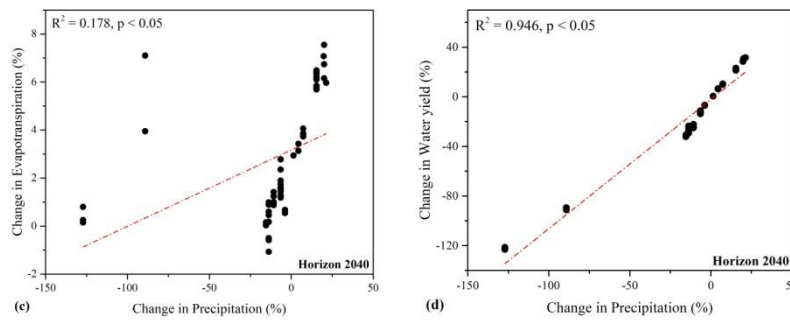 R² = 0.178, p < 0.05
Change in Evapotranspiration (%)
8
6
4
2
0
-2
-150
-100
-50
0
50
Horizon 2040
(c)
Change in Precipitation (%)
R² = 0.946, p < 0.05
Change in Water yield (%)
40
0
-40
-80
-120
-150
-100
-50
0
50
Horizon 2040
(d)
Change in Precipitation (%)